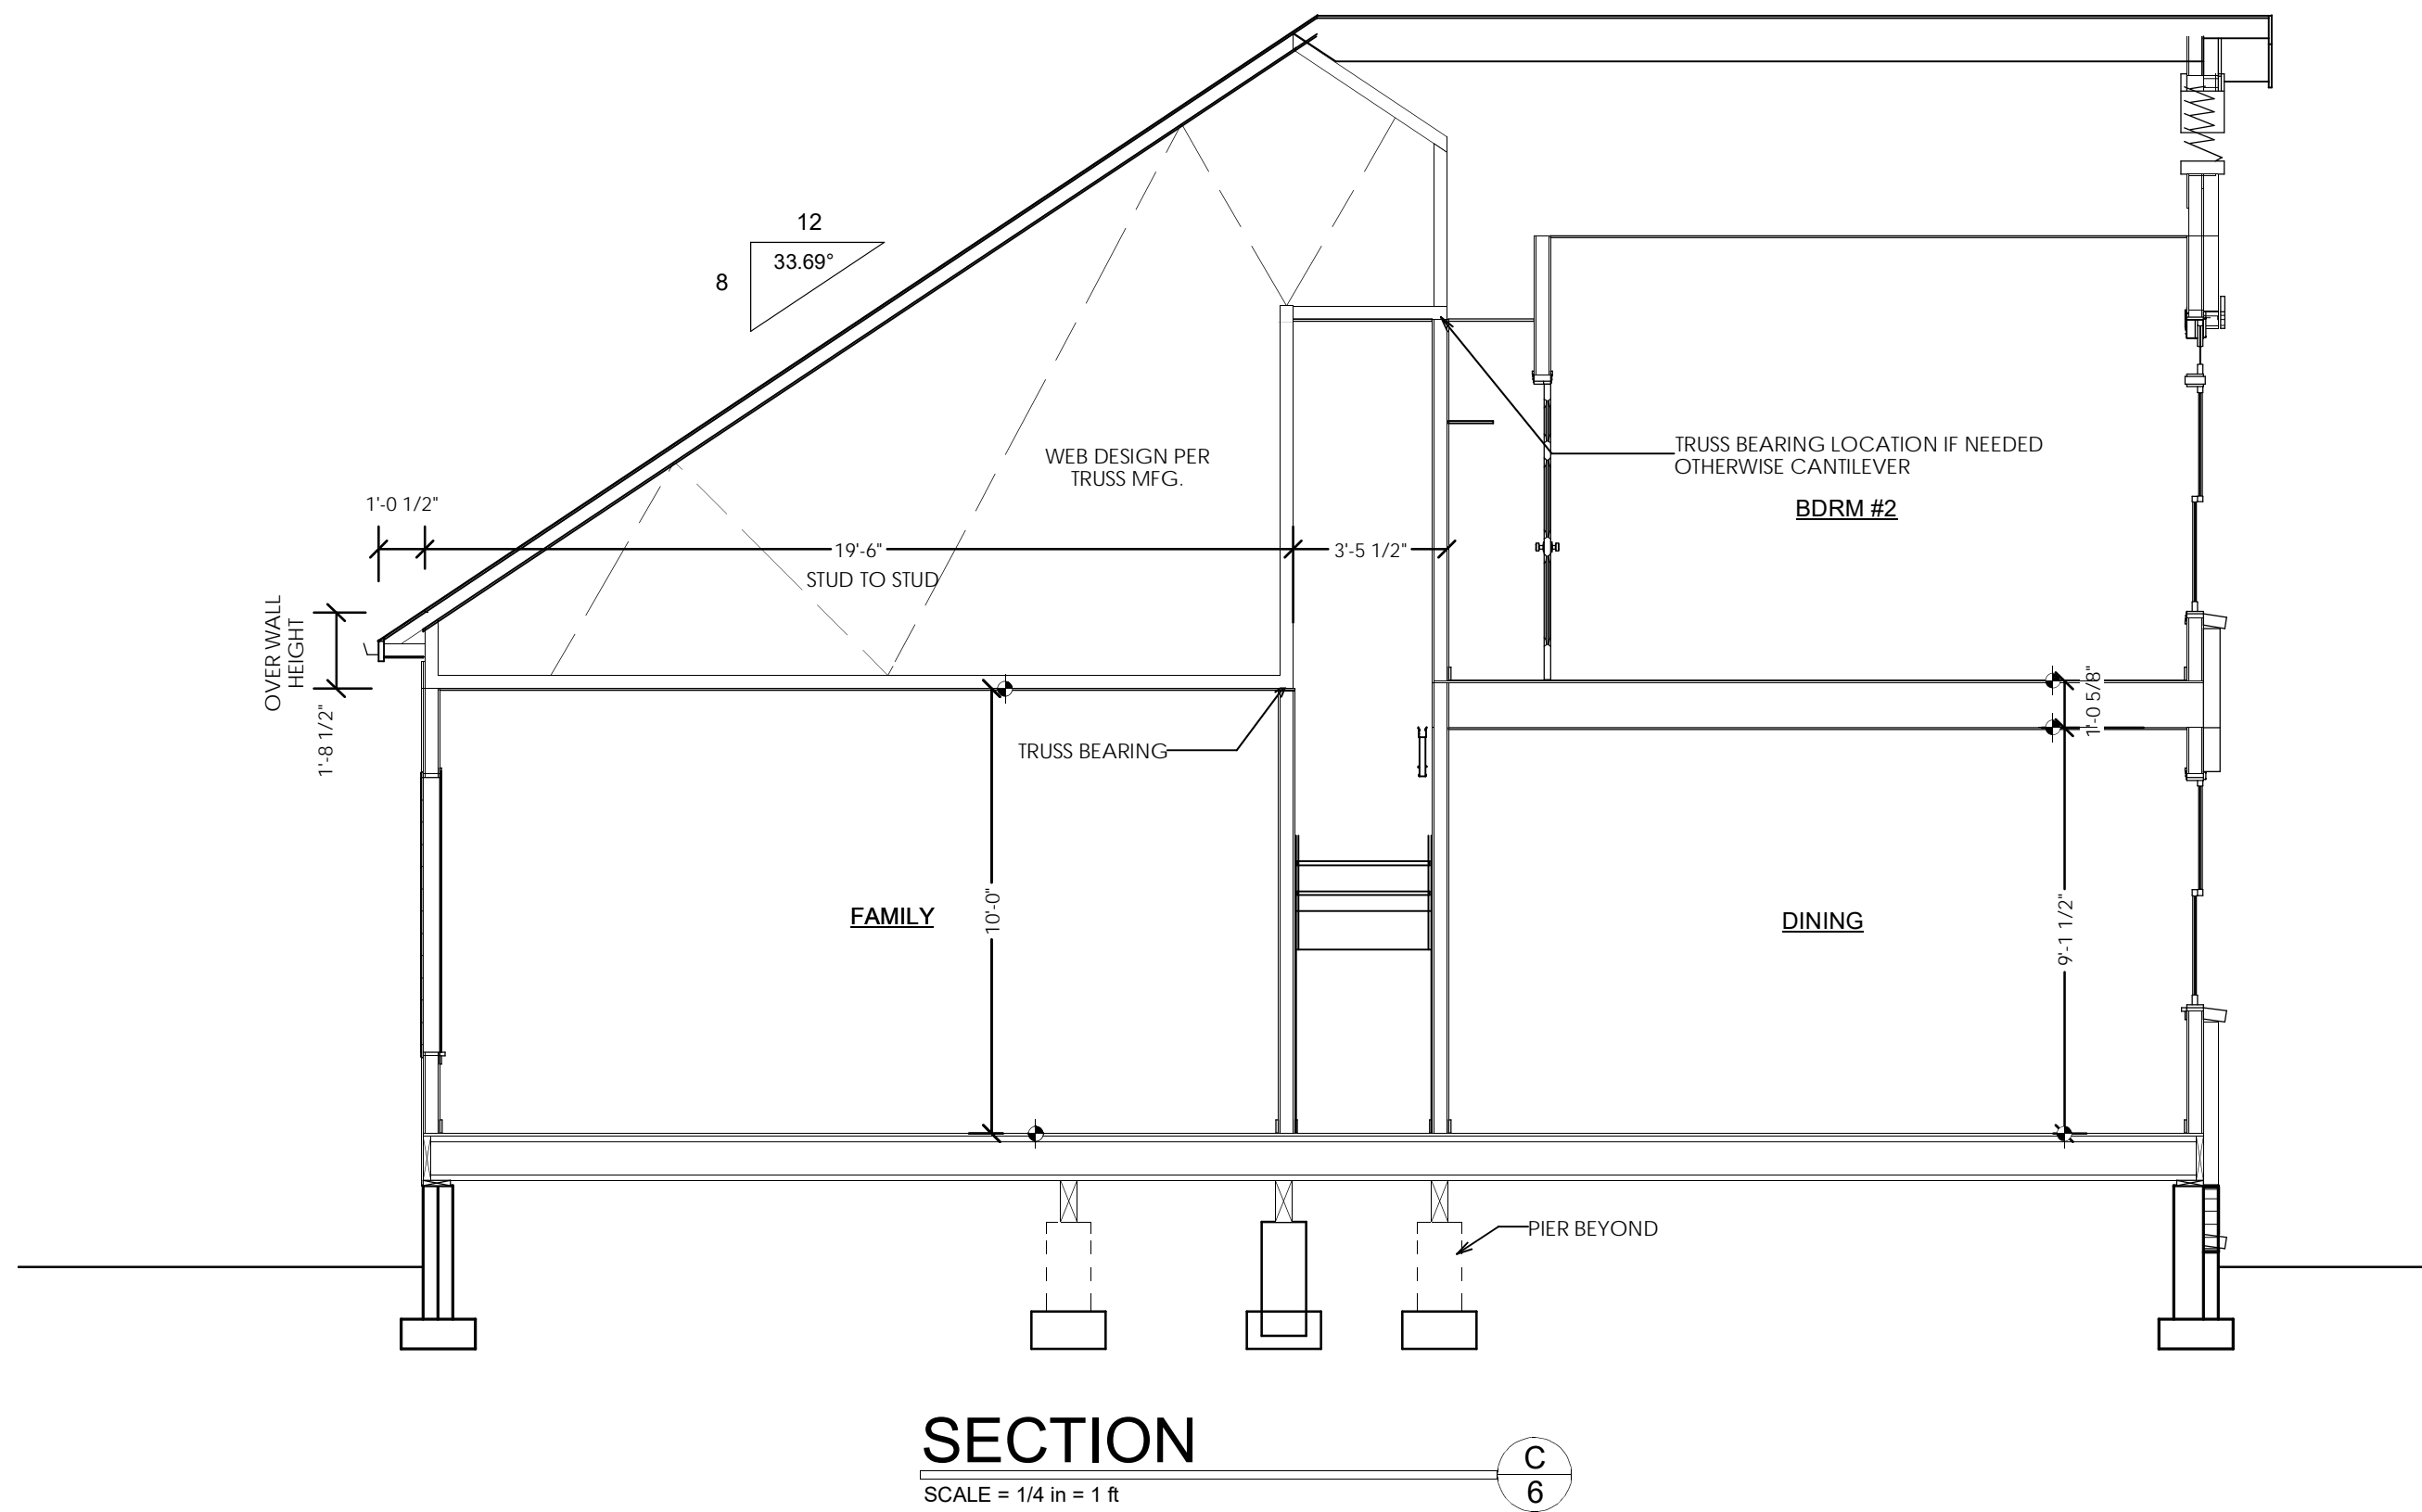 12
33.69°
8
WEB DESIGN PER
TRUSS MFG.
TRUSS BEARING LOCATION IF NEEDED
OTHERWISE CANTILEVER
BDRM #2
1'-0 1/2"
19'-6"
3'-5 1/2"
STUD TO STUD
OVER WALL
HEIGHT
1'-8 1/2"
1'-0 5/8"
TRUSS BEARING
FAMILY
10'-0"
DINING
9'-1 1/2"
PIER BEYOND
SECTION
C
6
SCALE = 1/4 in = 1 ft